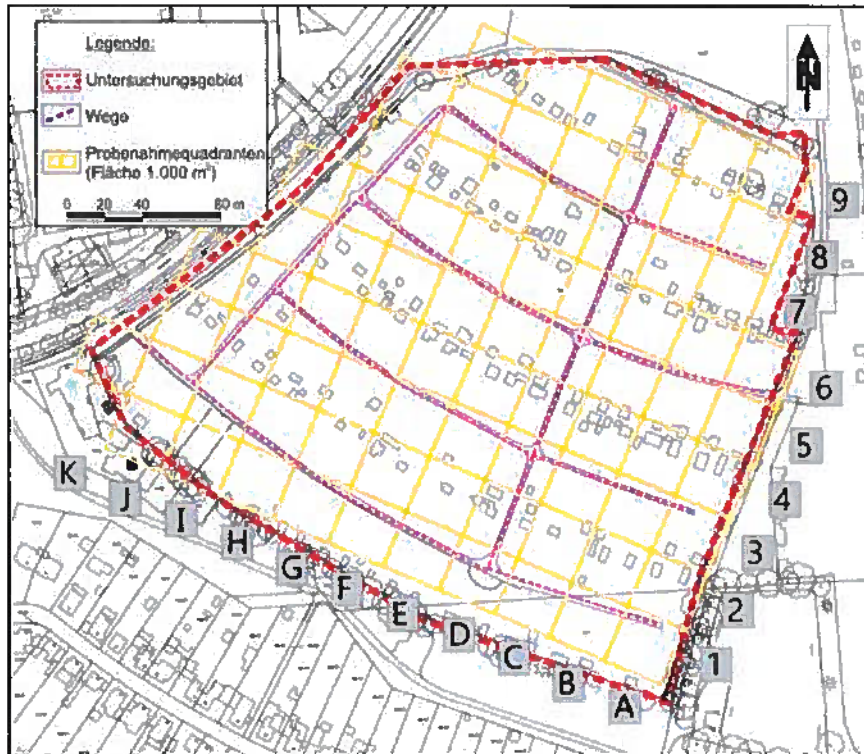 Legende:
Untersuchungsgebiet
Wege
Probenahmequadranten
(Fläche 1.000 m²)
0 20 40 80 m
N
9
8
7
6
5
4
3
2
1
K
J
I
H
G
F
E
D
C
B
A